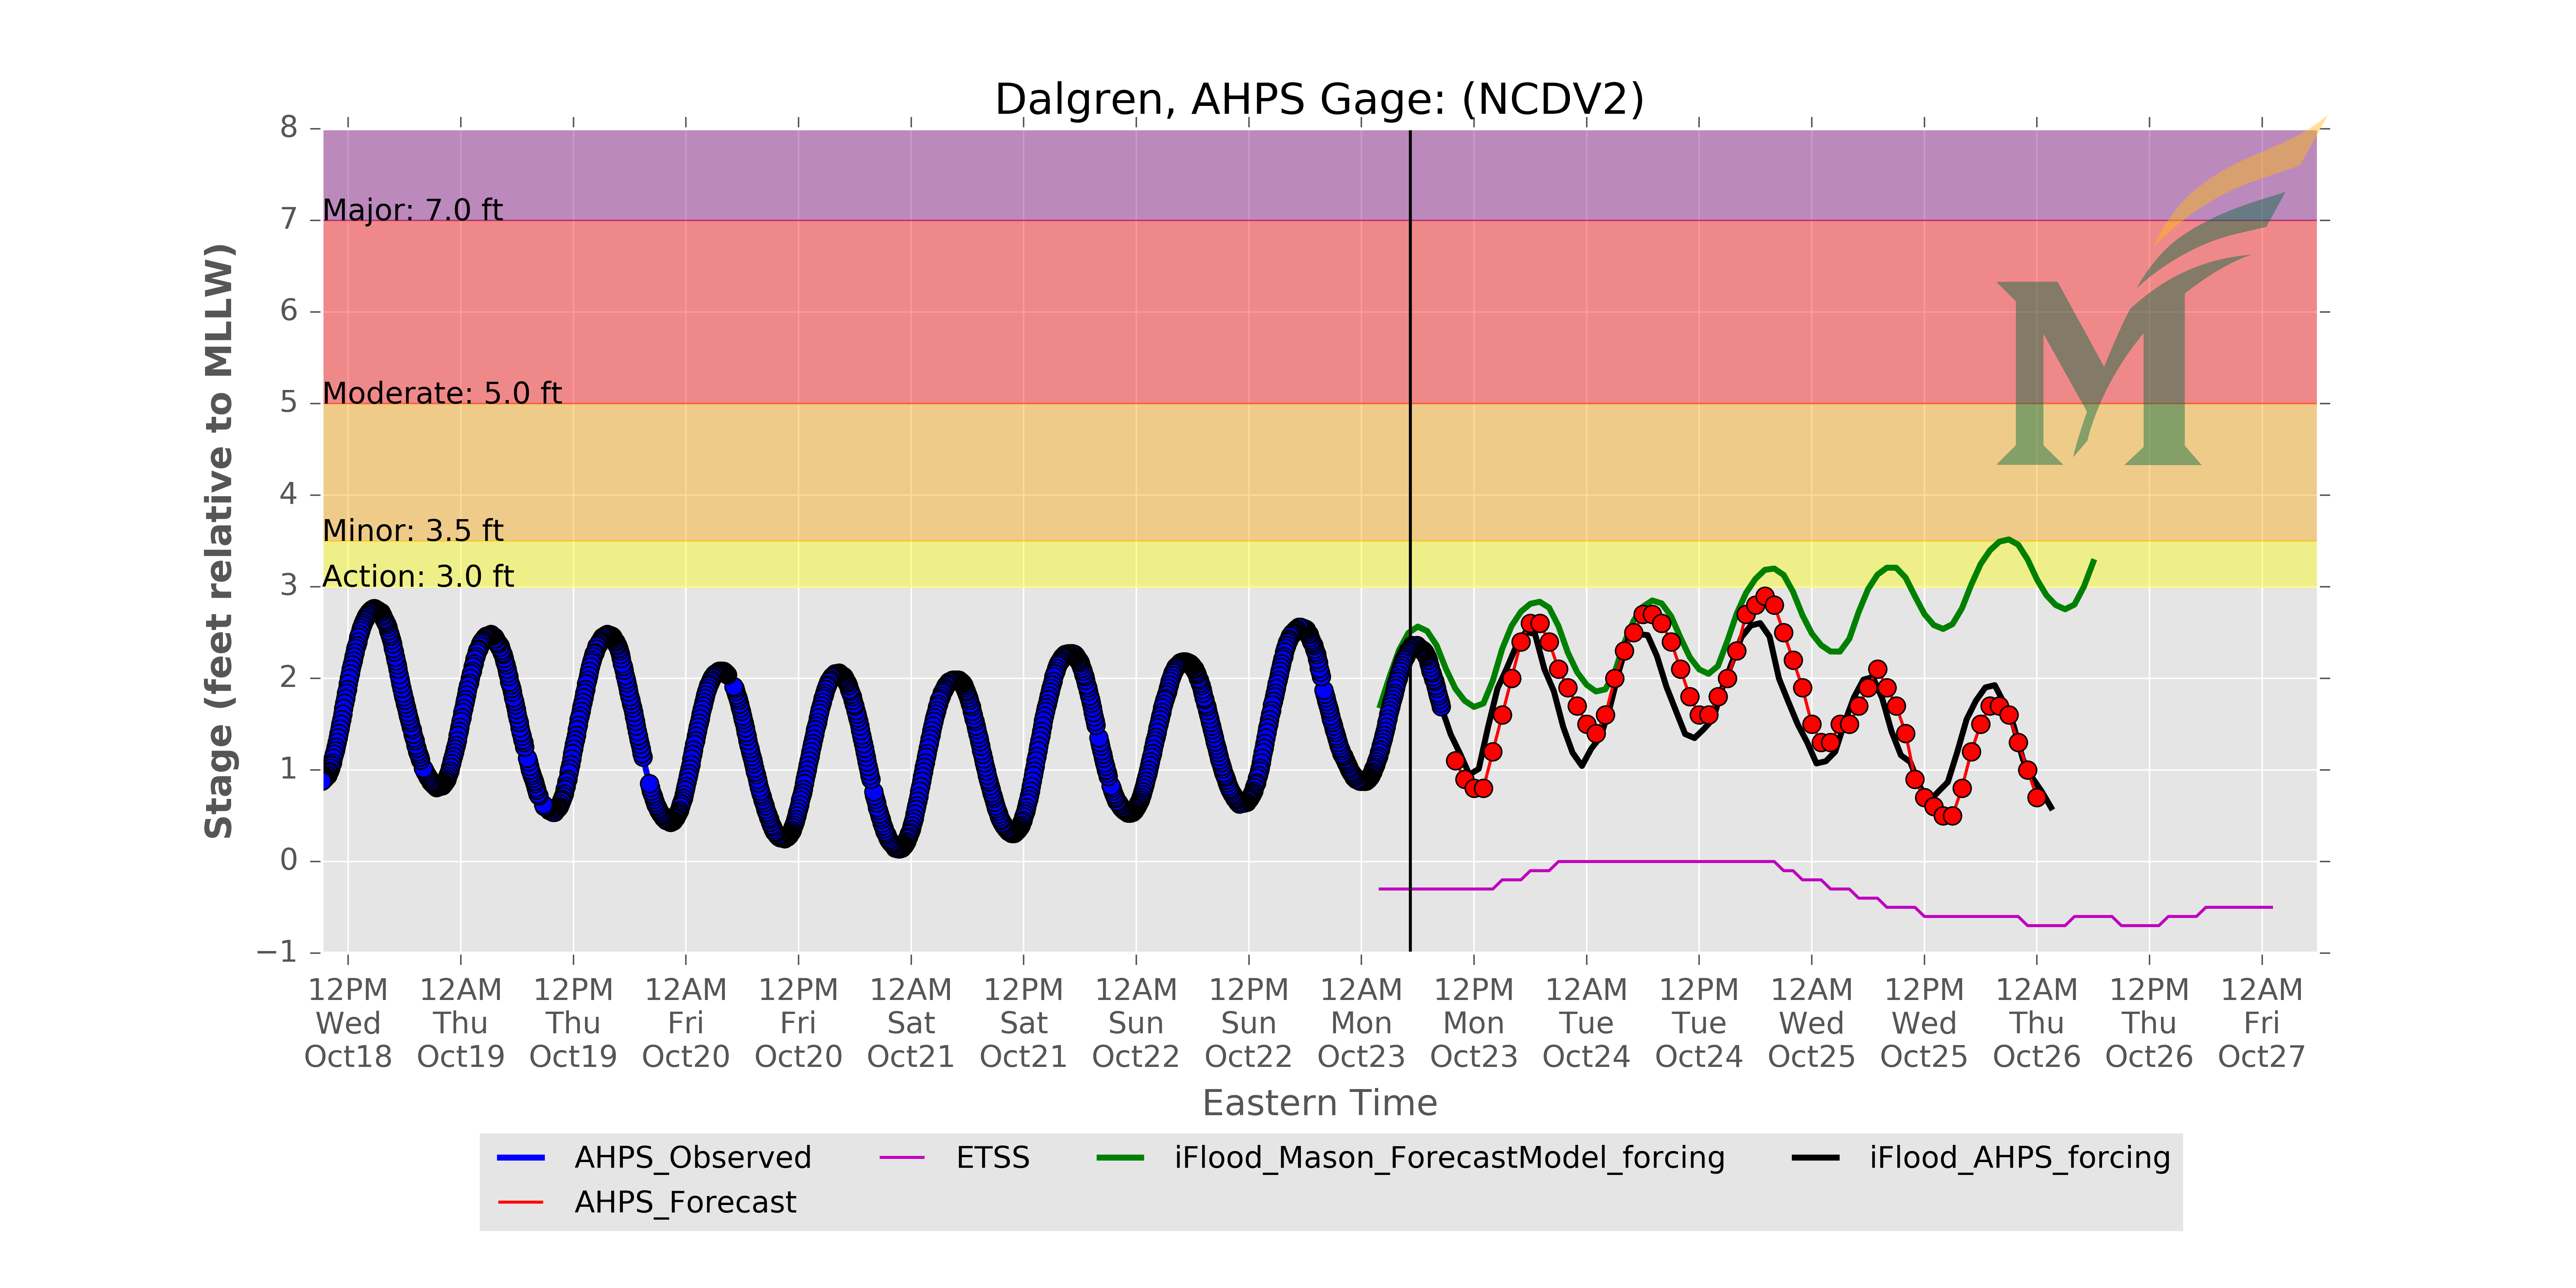 Dalgren, AHPS Gage: (NCDV2)
8
7
6
5
4
3
2
1
0
−1
Stage (feet relative to MLLW)
Major: 7.0 ft
Moderate: 5.0 ft
Minor: 3.5 ft
Action: 3.0 ft
M
12PM 12AM 12PM 12AM 12PM 12AM 12PM 12AM 12PM 12AM 12PM 12AM 12PM 12AM 12PM 12AM 12PM 12AM
Wed Thu Thu Fri Fri Sat Sat Sun Sun Mon Mon Tue Tue Wed Wed Thu Thu Fri
Oct18 Oct19 Oct19 Oct20 Oct20 Oct21 Oct21 Oct22 Oct22 Oct23 Oct23 Oct24 Oct24 Oct25 Oct25 Oct26 Oct26 Oct27
Eastern Time
AHPS_Observed ETSS iFlood_Mason_ForecastModel_forcing iFlood_AHPS_forcing
AHPS_Forecast